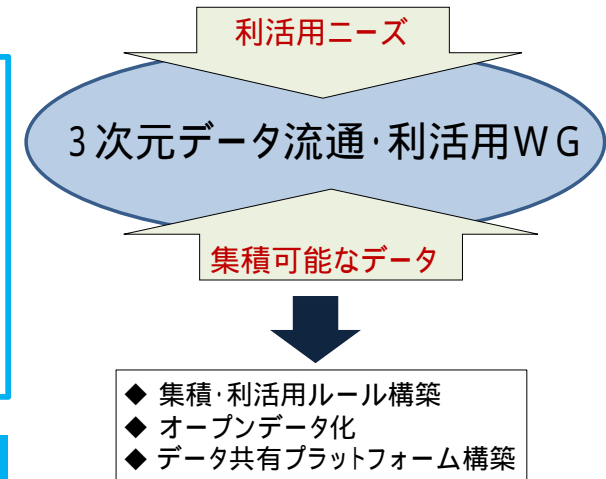 利活用ニーズ
3次元データ流通・利活用WG
集積可能なデータ
◆ 集積・利活用ルール構築
◆ オープンデータ化
◆ データ共有プラットフォーム構築